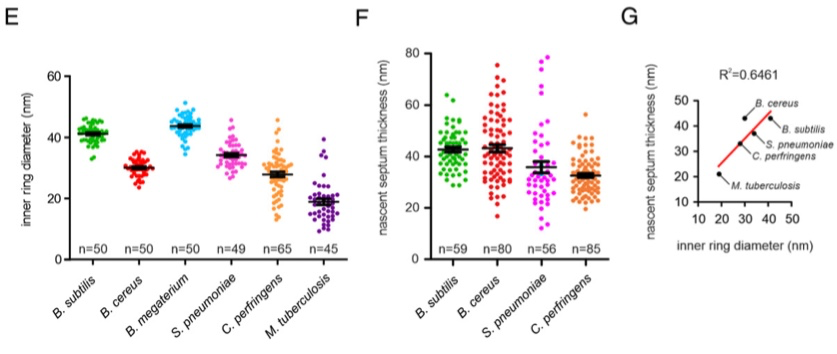 E
inner ring diameter (nm)
60
40
20
0
n=50
n=50
n=50
n=49
n=65
n=45
B. subtilis
B. cereus
B. megaterium
S. pneumoniae
C. perfringens
M. tuberculosis
F
nascent septum thickness (nm)
80
60
40
20
0
n=59
n=80
n=56
n=85
B. subtilis
B. cereus
S. pneumoniae
C. perfringens
G
R²=0.6461
nascent septum thickness (nm)
50
40
30
20
10
B. cereus
B. subtilis
S. pneumoniae
C. perfringens
M. tuberculosis
10
20
30
40
50
inner ring diameter (nm)